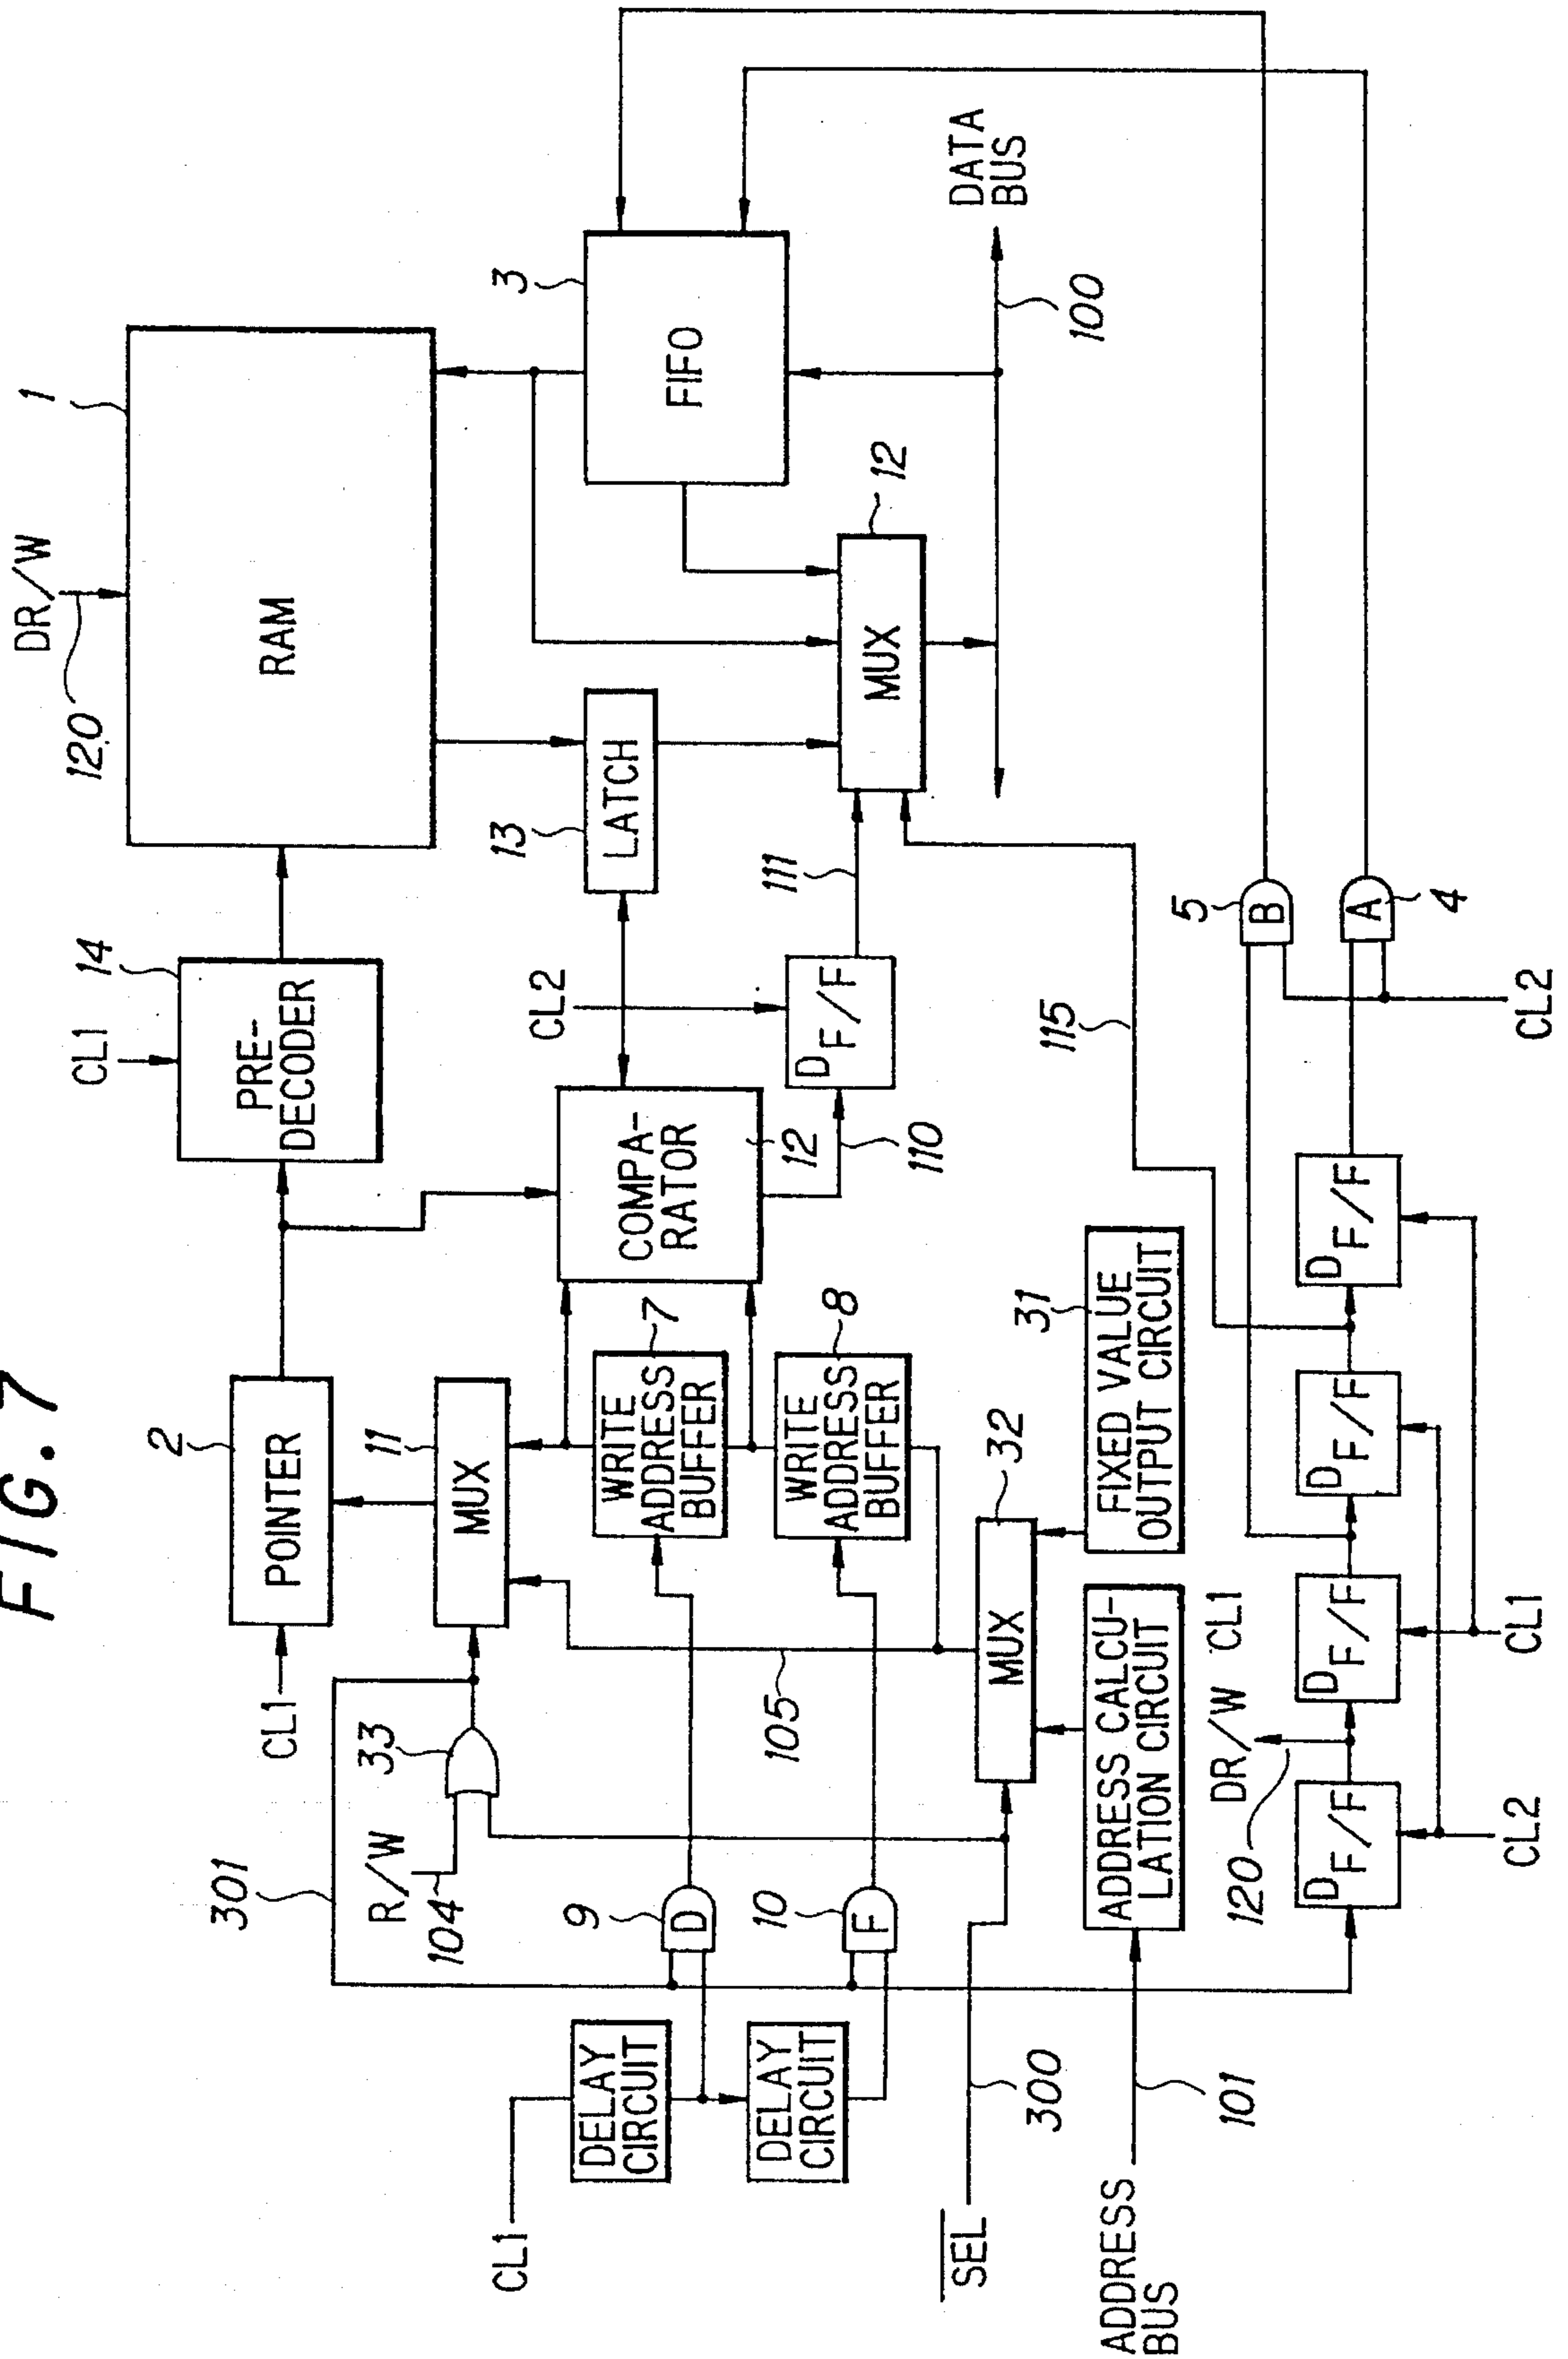 FIG. 7
CL1
POINTER
2
CL1
PRE-
DECODER
14
DR/W
120
RAM
1
301
R/W
104
33
MUX
11
CL1
DELAY
CIRCUIT
DELAY
CIRCUIT
9
D
10
F
WRITE
ADDRESS
BUFFER
7
WRITE
ADDRESS
BUFFER
8
COMPA-
RATOR
12
110
CL2
D
F/F
111
13
LATCH
MUX
12
FIFO
3
DATA
BUS
100
105
SEL
300
MUX
32
ADDRESS
BUS
101
ADDRESS CALCU-
LATION CIRCUIT
FIXED VALUE
OUTPUT CIRCUIT
31
115
5
B
A
4
CL2
DR/W
120
CL1
D
F/F
D
F/F
D
F/F
D
F/F
CL2
CL1